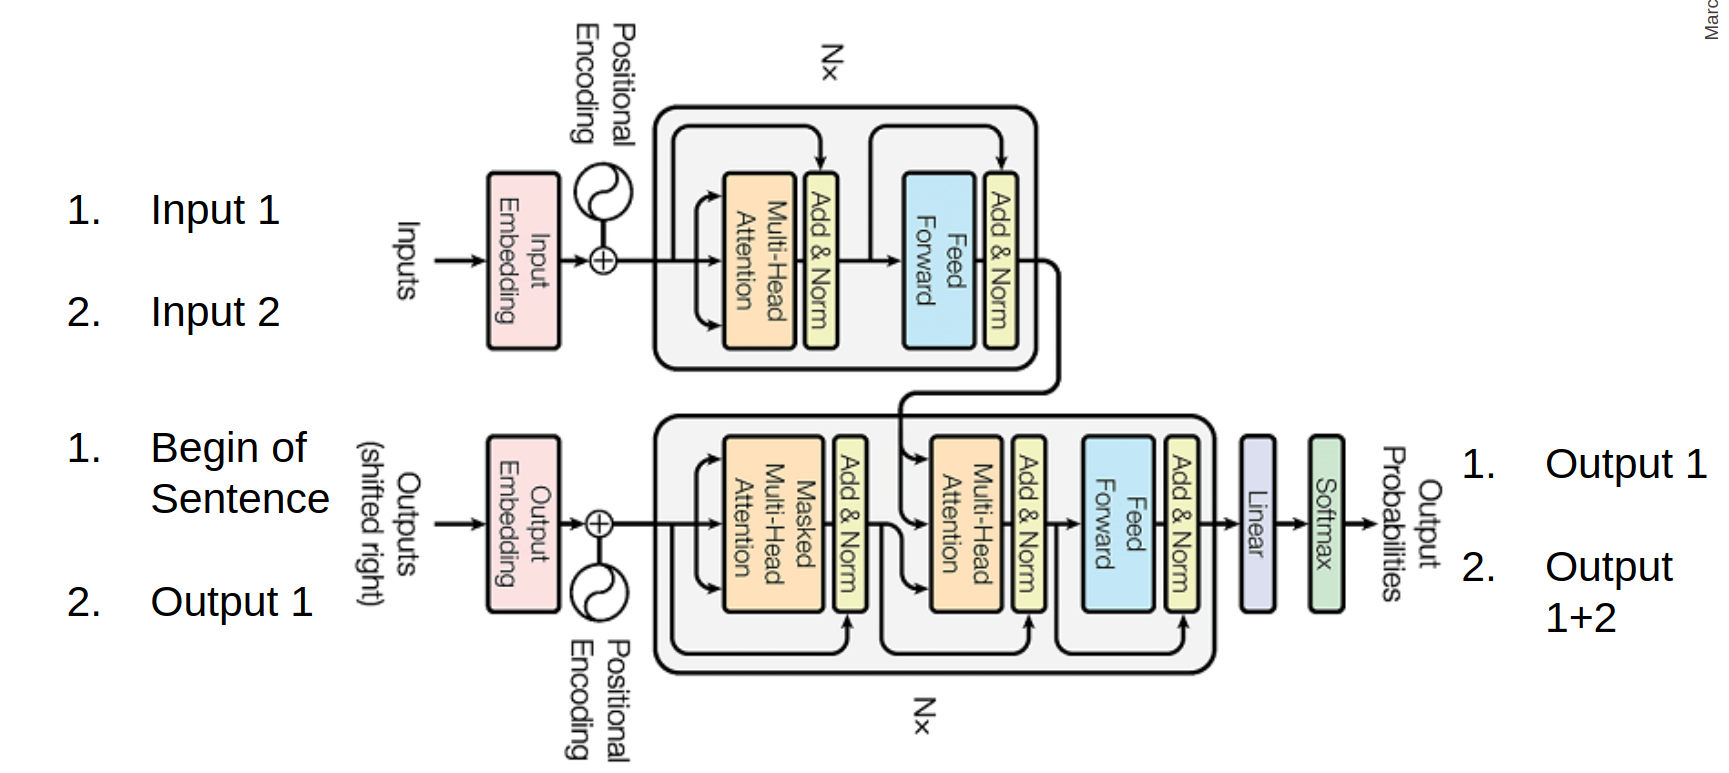 Marc
1. Input 1
2. Input 2
1. Begin of
Sentence
2. Output 1
Inputs
Input
Embedding
Positional
Encoding
Nx
Multi-Head
Attention
Add & Norm
Feed
Forward
Add & Norm
Outputs
(shifted right)
Output
Embedding
Positional
Encoding
Masked
Multi-Head
Attention
Add & Norm
Multi-Head
Attention
Add & Norm
Feed
Forward
Add & Norm
Nx
Linear
Softmax
Output
Probabilities
1. Output 1
2. Output
1+2